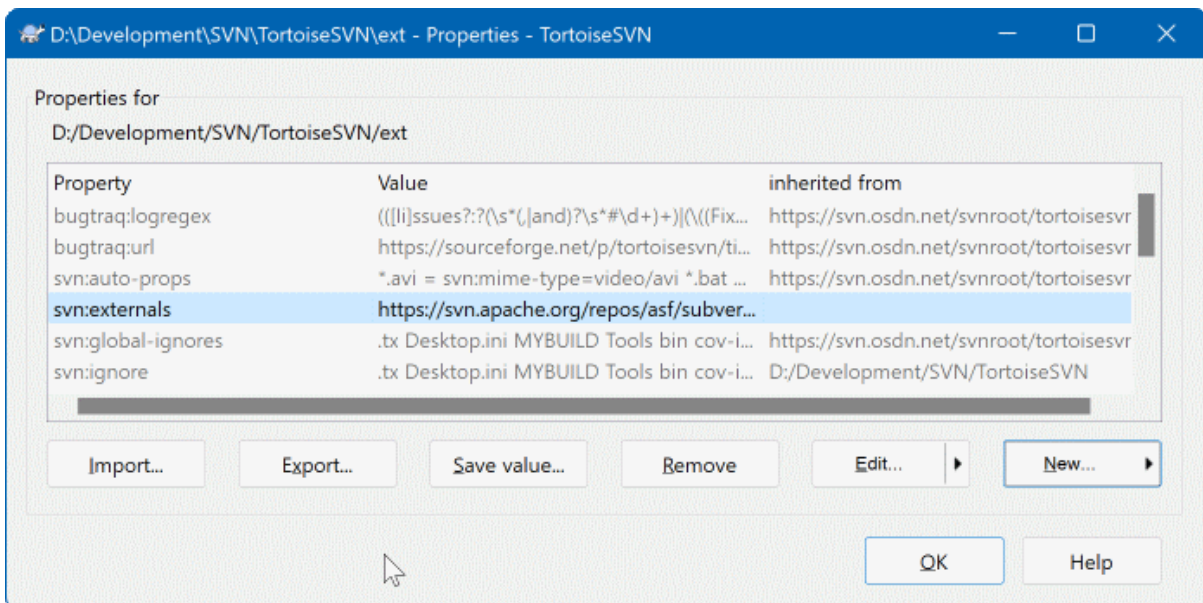 D:\Development\SVN\TortoiseSVN\ext - Properties - TortoiseSVN
Properties for
D:/Development/SVN/TortoiseSVN/ext
Property Value inherited from
bugtraq:logregex (([Ii]ssues?:?(\s*(,|and)?\s*#\d+)+)|(\((Fix... https://svn.osdn.net/svnroot/tortoisesvr
bugtraq:url https://sourceforge.net/p/tortoisesvn/ti... https://svn.osdn.net/svnroot/tortoisesvr
svn:auto-props *.avi = svn:mime-type=video/avi *.bat ... https://svn.osdn.net/svnroot/tortoisesvr
svn:externals https://svn.apache.org/repos/asf/subver...
svn:global-ignores .tx Desktop.ini MYBUILD Tools bin cov-i... https://svn.osdn.net/svnroot/tortoisesvr
svn:ignore .tx Desktop.ini MYBUILD Tools bin cov-i... D:/Development/SVN/TortoiseSVN
Import... Export... Save value... Remove Edit... New...
OK Help